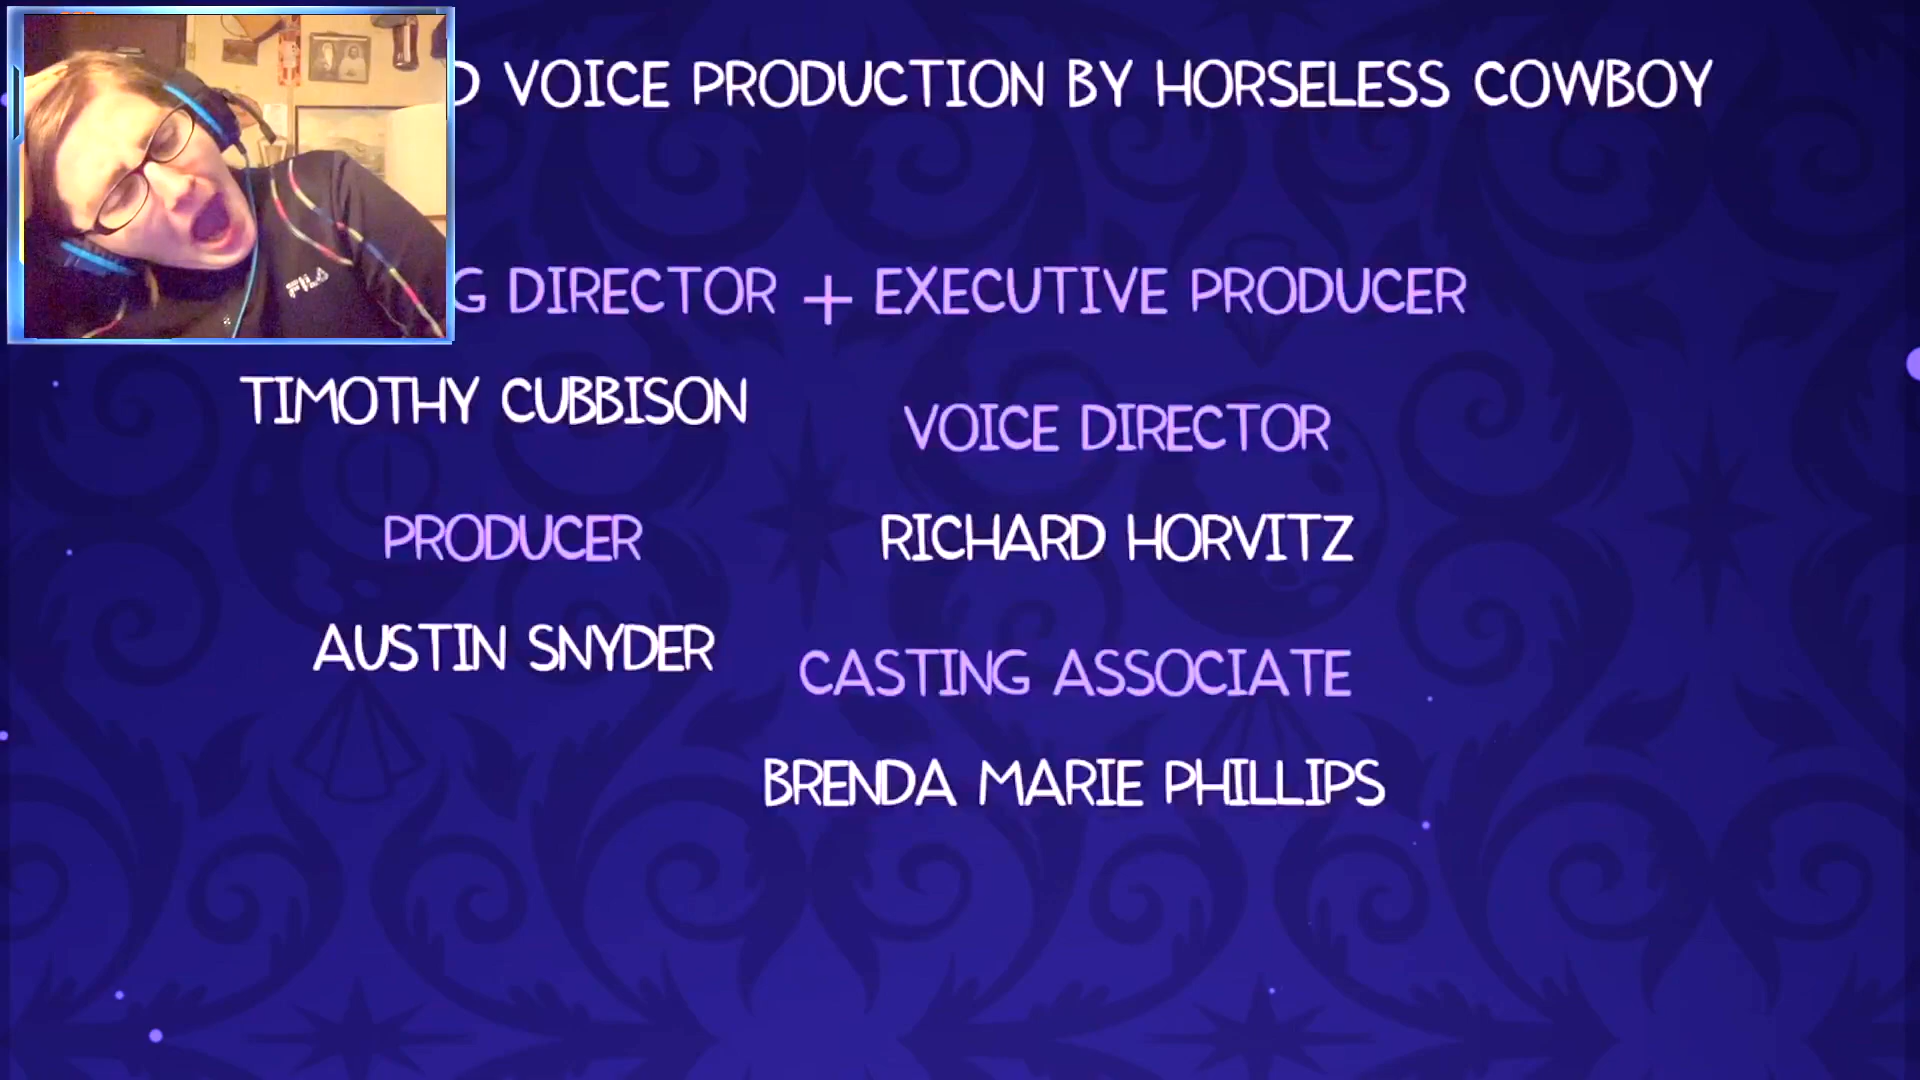 D VOICE PRODUCTION BY HORSELESS COWBOY
G DIRECTOR + EXECUTIVE PRODUCER
TIMOTHY CUBBISON
VOICE DIRECTOR
PRODUCER
RICHARD HORVITZ
AUSTIN SNYDER
CASTING ASSOCIATE
BRENDA MARIE PHILLIPS
FILA